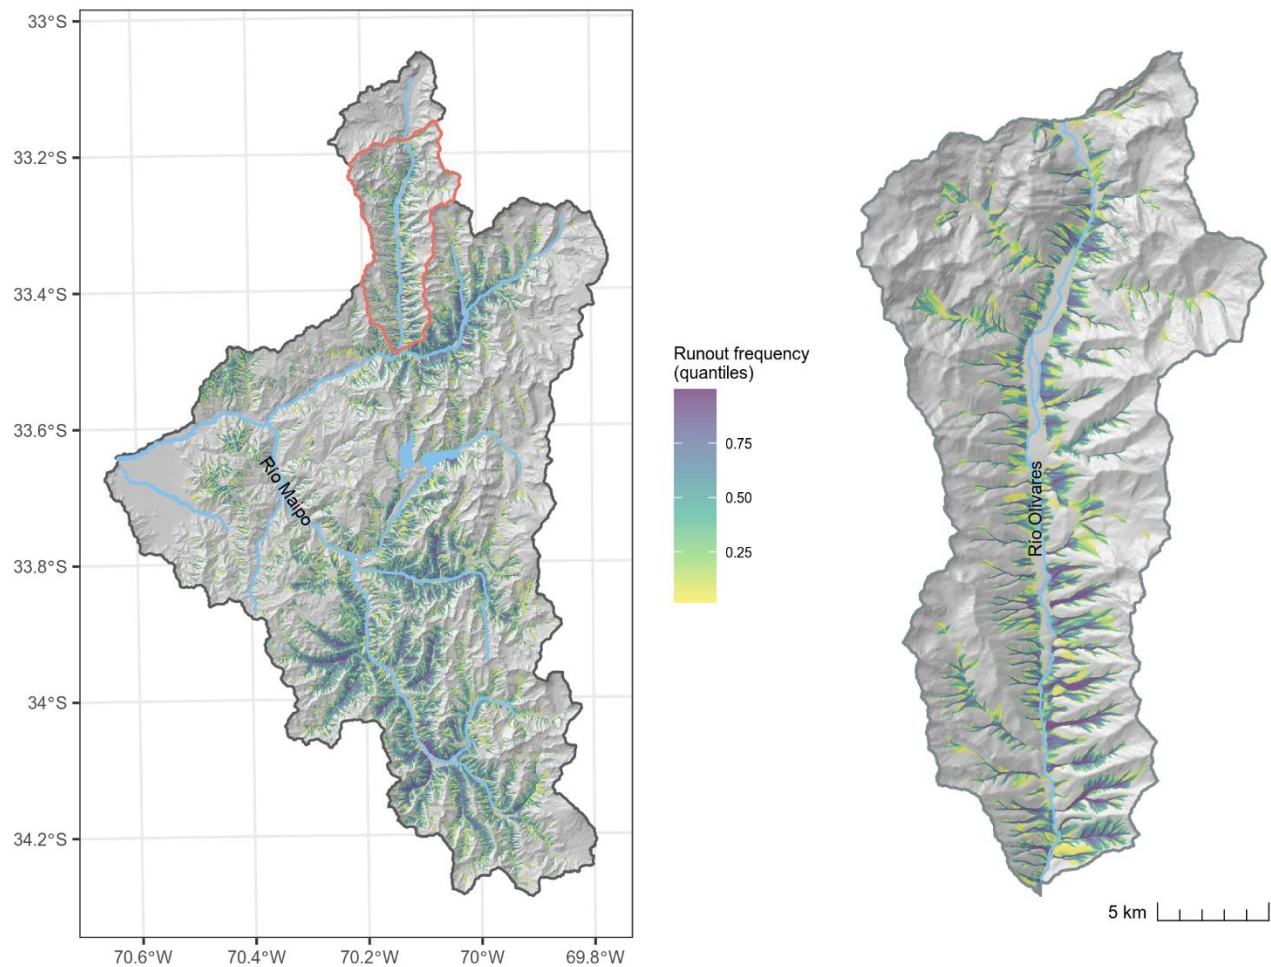 33°S
33.2°S
33.4°S
33.6°S
33.8°S
34°S
34.2°S
70.6°W
70.4°W
70.2°W
70°W
69.8°W
Río Maipo
Runout frequency
(quantiles)
0.75
0.50
0.25
Río Olivares
5 km